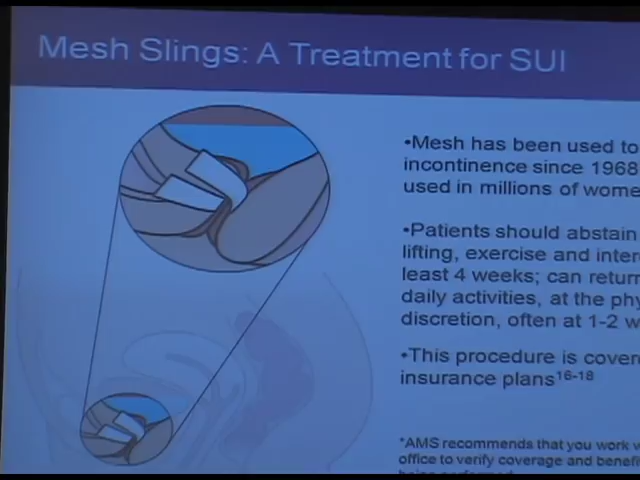 Mesh Slings: A Treatment for SUI
•Mesh has been used to
incontinence since 1968
used in millions of wome
•Patients should abstain
lifting, exercise and inter
least 4 weeks; can return
daily activities, at the phy
discretion, often at 1-2 w
•This procedure is covere
insurance plans16-18
*AMS recommends that you work w
office to verify coverage and benefi